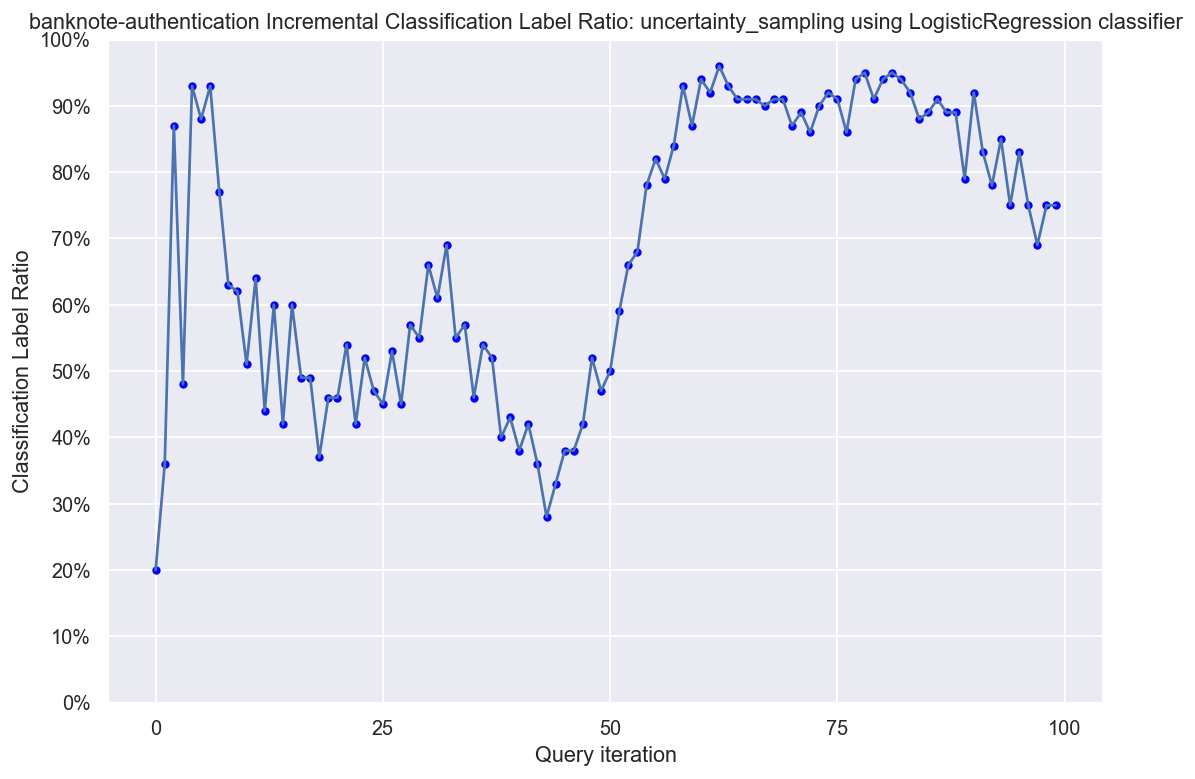 banknote-authentication Incremental Classification Label Ratio: uncertainty_sampling using LogisticRegression classifier
100%
90%
80%
70%
60%
50%
40%
30%
20%
10%
0%
Classification Label Ratio
0 25 50 75 100
Query iteration